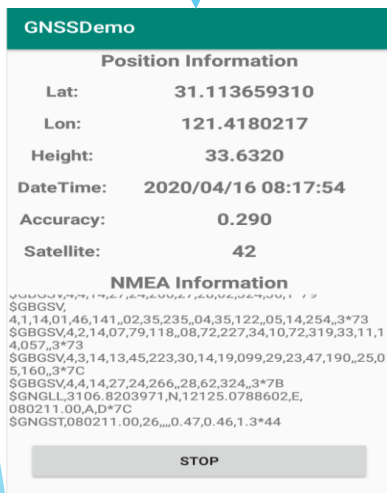 GNSSDemo
Position Information
Lat: 31.113659310
Lon: 121.4180217
Height: 33.6320
DateTime: 2020/04/16 08:17:54
Accuracy: 0.290
Satellite: 42
NMEA Information
$GBGSV,
4,1,14,01,46,141,,02,35,235,,04,35,122,,05,14,254,,3*73
$GBGSV,4,2,14,07,79,118,,08,72,227,34,10,72,319,33,11,1
4,057,,3*73
$GBGSV,4,3,14,13,45,223,30,14,19,099,29,23,47,190,,25,0
5,160,,3*7C
$GBGSV,4,4,14,27,24,266,,28,62,324,,3*7B
$GNGLL,3106.8203971,N,12125.0788602,E,
080211.00,A,D*7C
$GNGST,080211.00,26,,,,0.47,0.46,1.3*44
STOP